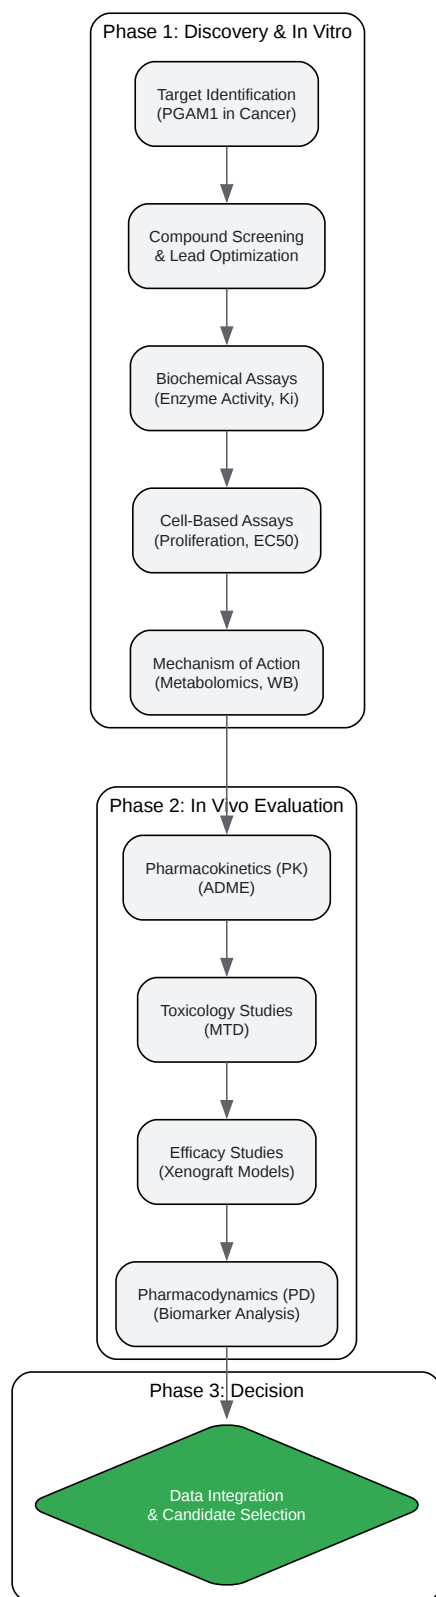 Phase 1: Discovery & In Vitro
Target Identification
(PGAM1 in Cancer)
Compound Screening
& Lead Optimization
Biochemical Assays
(Enzyme Activity, Ki)
Cell-Based Assays
(Proliferation, EC50)
Mechanism of Action
(Metabolomics, WB)
Phase 2: In Vivo Evaluation
Pharmacokinetics (PK)
(ADME)
Toxicology Studies
(MTD)
Efficacy Studies
(Xenograft Models)
Pharmacodynamics (PD)
(Biomarker Analysis)
Phase 3: Decision
Data Integration
& Candidate Selection